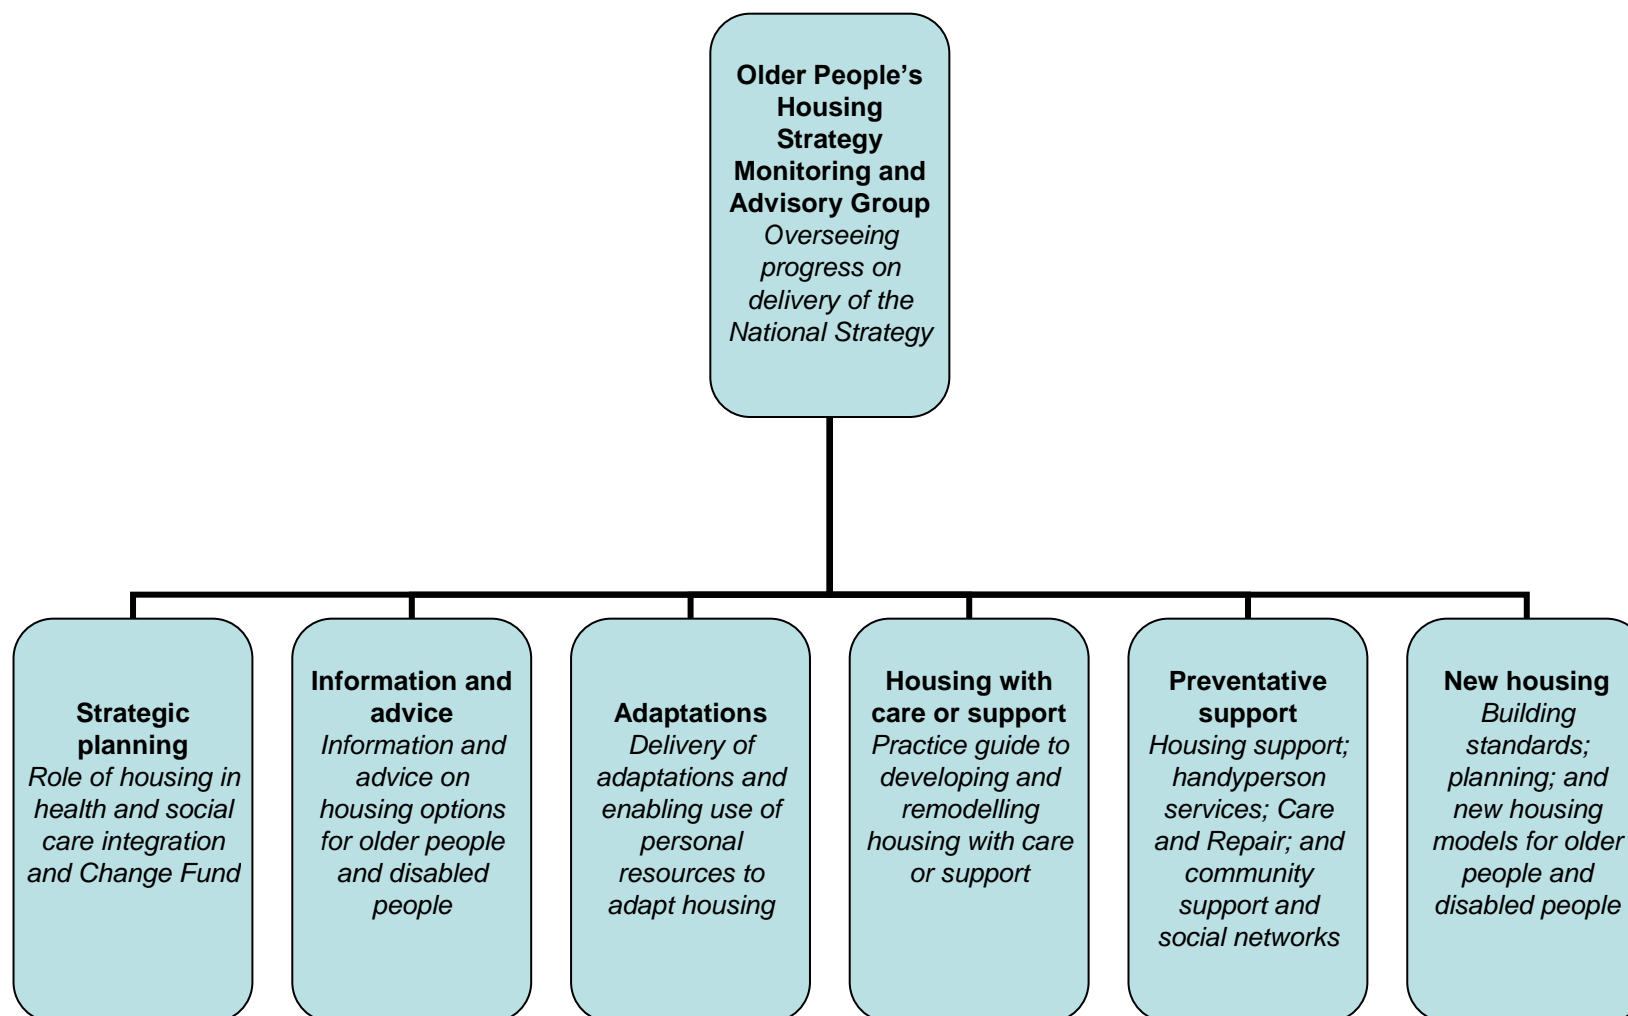 Older People’s
Housing
Strategy
Monitoring and
Advisory Group
Overseeing
progress on
delivery of the
National Strategy
Strategic
planning
Role of housing in
health and social
care integration
and Change Fund
Information and
advice
Information and
advice on
housing options
for older people
and disabled
people
Adaptations
Delivery of
adaptations and
enabling use of
personal
resources to
adapt housing
Housing with
care or support
Practice guide to
developing and
remodelling
housing with care
or support
Preventative
support
Housing support;
handyperson
services; Care
and Repair; and
community
support and
social networks
New housing
Building
standards;
planning; and
new housing
models for older
people and
disabled people